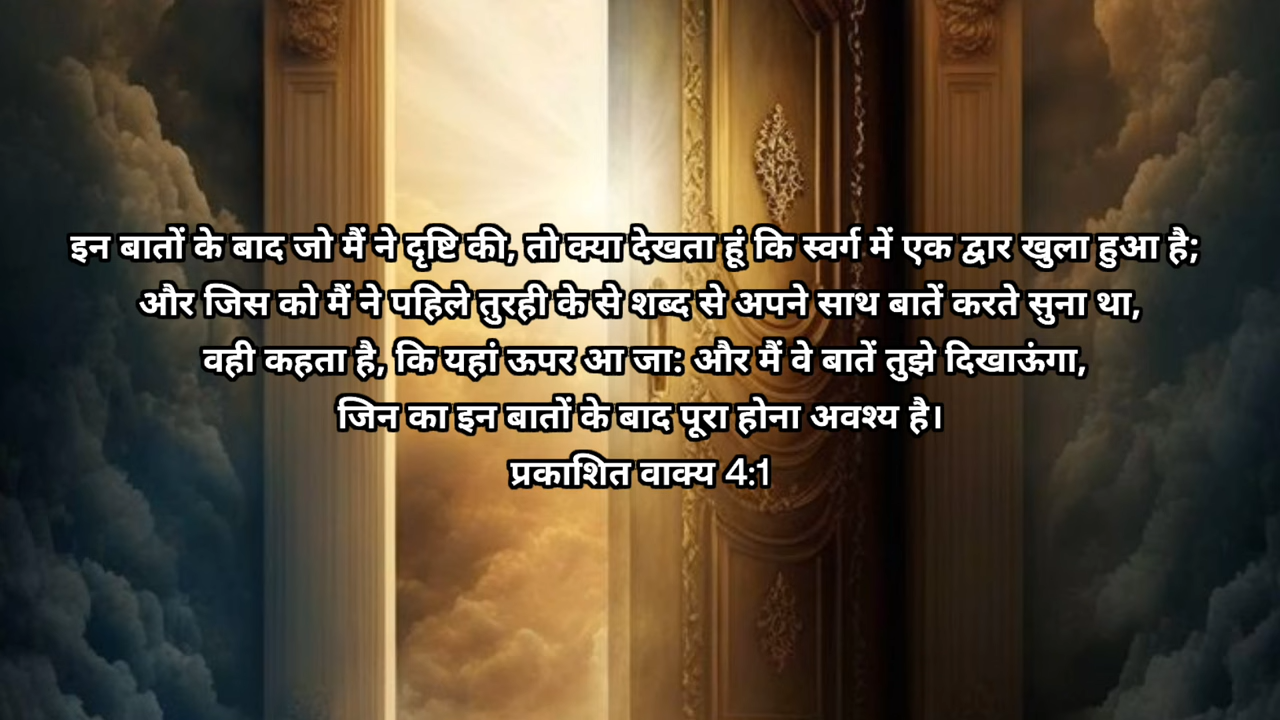 इन बातों के बाद जो मैं ने दृष्टि की, तो क्या देखता हूं कि स्वर्ग में एक द्वार खुला हुआ है;
और जिस को मैं ने पहिले तुरही के से शब्द से अपने साथ बातें करते सुना था,
वही कहता है, कि यहां ऊपर आ जा: और मैं वे बातें तुझे दिखाऊंगा,
जिन का इन बातों के बाद पूरा होना अवश्य है।
प्रकाशित वाक्य 4:1